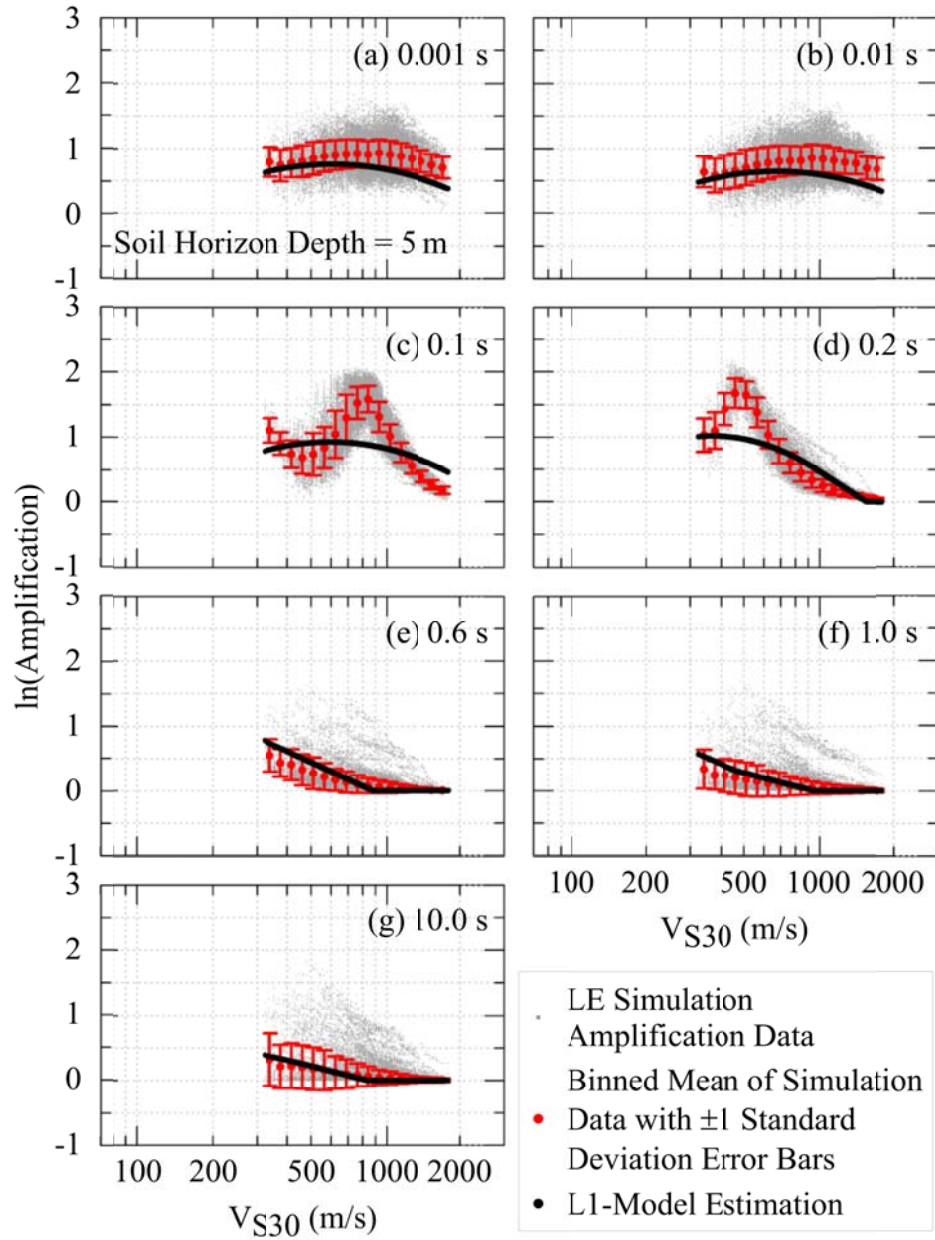 3
(a) 0.001 s
(b) 0.01 s
2
1
0
Soil Horizon Depth = 5 m
-1
3
(c) 0.1 s
(d) 0.2 s
2
1
0
-1
3
(e) 0.6 s
(f) 1.0 s
2
1
0
-1
ln(Amplification)
3
(g) 10.0 s
2
1
0
-1
100 200 500 1000 2000
VS30 (m/s)
100 200 500 1000 2000
VS30 (m/s)
LE Simulation
Amplification Data
Binned Mean of Simulation
Data with ±1 Standard
Deviation Error Bars
L1-Model Estimation